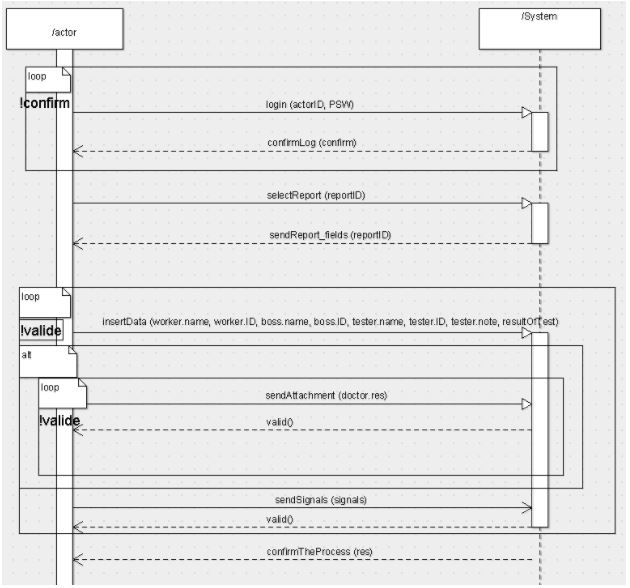 /System
/actor
loop
!confirm
login (actorID, PSW)
confirmLog (confirm)
selectReport (reportID)
sendReport_fields (reportID)
loop
!valide
insertData (worker.name, worker.ID, boss.name, boss.ID, tester.name, tester.ID, tester.note, resultOfTest)
alt
loop
!valide
sendAttachment (doctor.res)
valid()
sendSignals (signals)
valid()
confirmTheProcess (res)